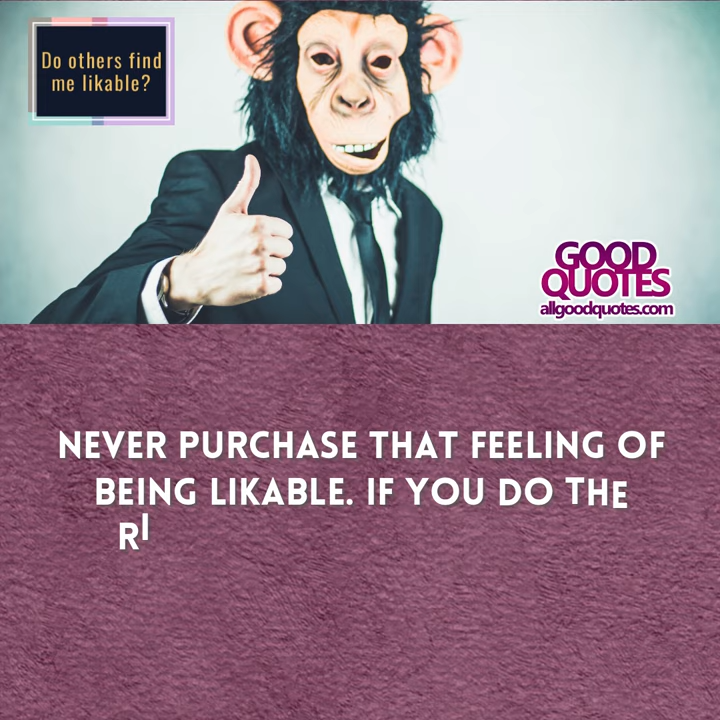 Do others find
me likable?
GOOD
QUOTES
allgoodquotes.com
NEVER PURCHASE THAT FEELING OF
BEING LIKABLE. IF YOU DO THE
RI